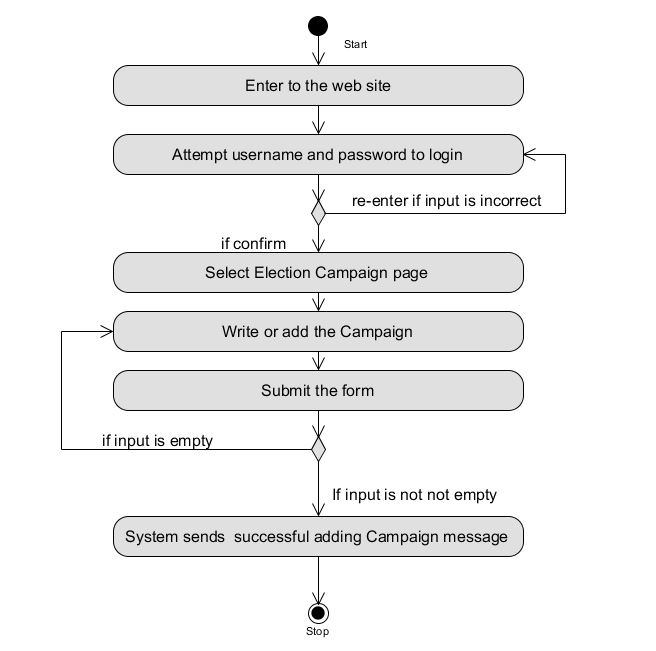 Start
Enter to the web site
Attempt username and password to login
re-enter if input is incorrect
if confirm
Select Election Campaign page
Write or add the Campaign
Submit the form
if input is empty
If input is not not empty
System sends  successful adding Campaign message
Stop